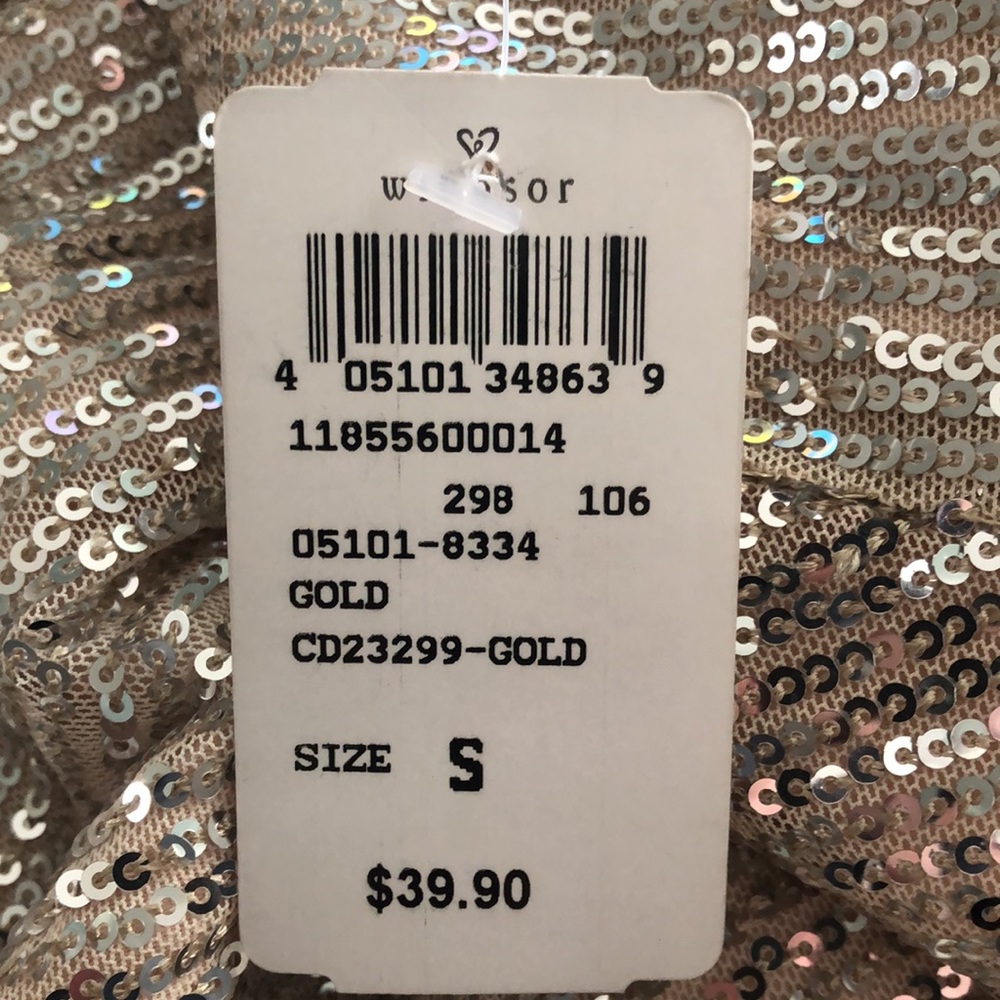 4 05101 34863 9
11855600014
298 106
05101-8334
GOLD
CD23299-GOLD
SIZE S
$39.90